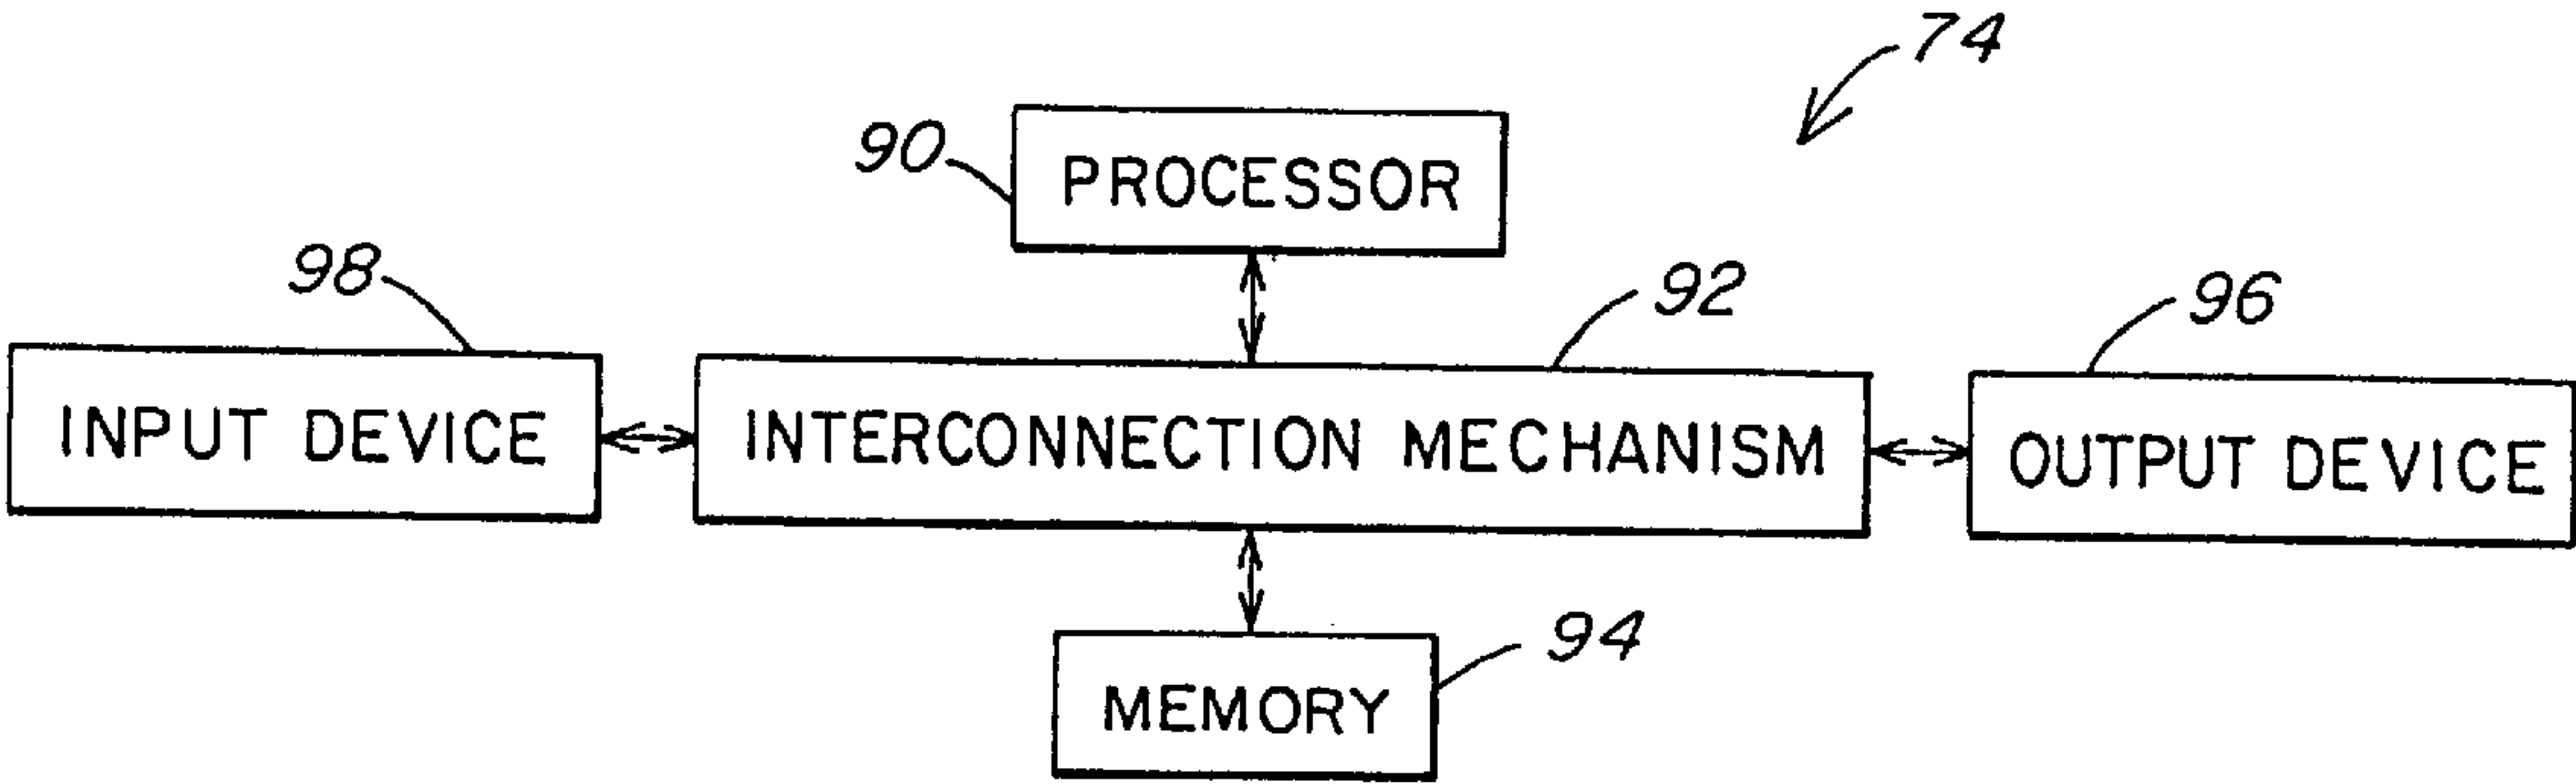 74
90
PROCESSOR
98
92
96
INPUT DEVICE
INTERCONNECTION MECHANISM
OUTPUT DEVICE
94
MEMORY